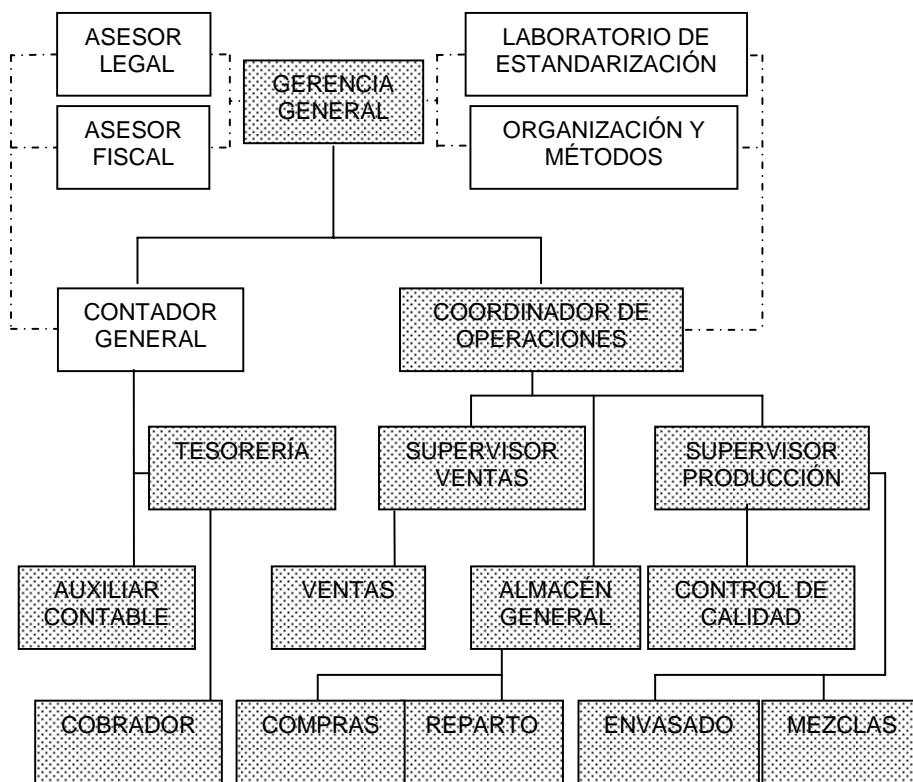 ASESOR
LEGAL
LABORATORIO DE
ESTANDARIZACIÓN
GERENCIA
GENERAL
ASESOR
FISCAL
ORGANIZACIÓN Y
MÉTODOS
CONTADOR
GENERAL
COORDINADOR DE
OPERACIONES
TESORERÍA
SUPERVISOR
VENTAS
SUPERVISOR
PRODUCCIÓN
AUXILIAR
CONTABLE
VENTAS
ALMACÉN
GENERAL
CONTROL DE
CALIDAD
COBRADOR
COMPRAS
REPARTO
ENVASADO
MEZCLAS